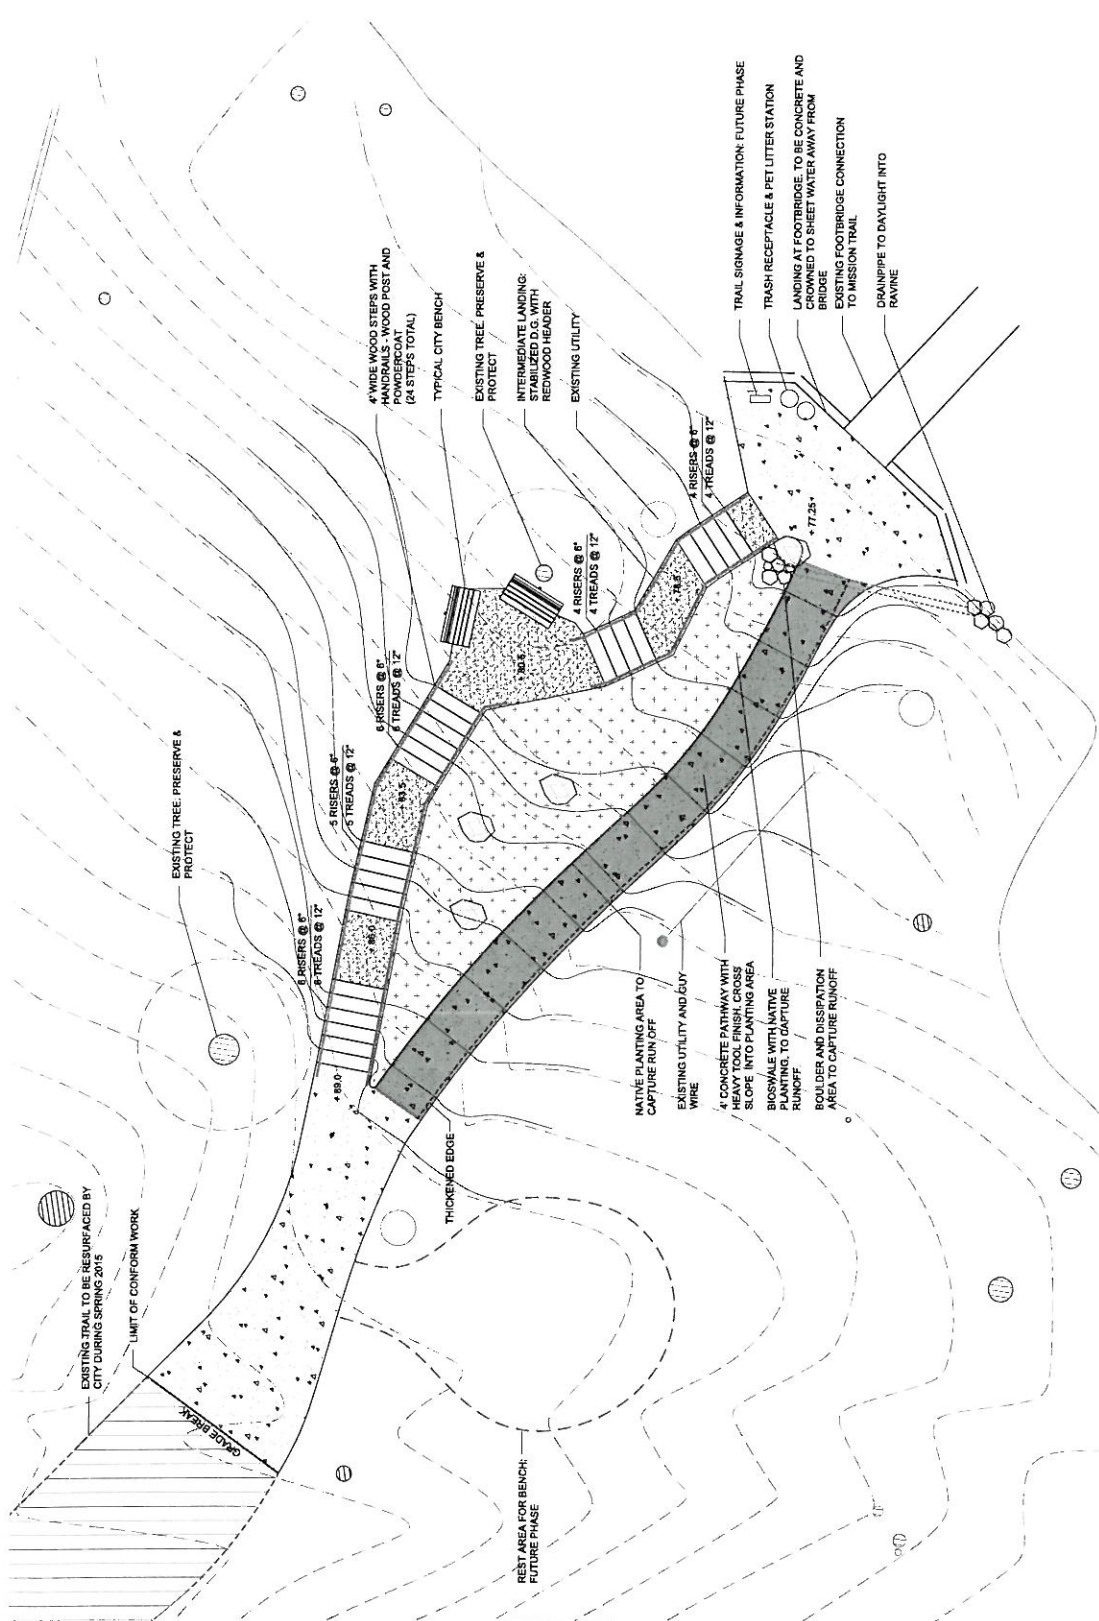 EXISTING TRAIL TO BE RESURFACED BY
CITY DURING SPRING 2015
LIMIT OF CONFORM WORK
GRADE BREAK
EXISTING TREE. PRESERVE &
PROTECT
6 RISERS @ 6"
6 TREADS @ 12"
5 RISERS @ 6"
5 TREADS @ 12"
6 RISERS @ 6"
6 TREADS @ 12"
4' WIDE WOOD STEPS WITH
HANDRAILS - WOOD POST AND
POWDERCOAT
(24 STEPS TOTAL)
TYPICAL CITY BENCH
EXISTING TREE. PRESERVE &
PROTECT
INTERMEDIATE LANDING:
STABILIZED D.G. WITH
REDWOOD HEADER
EXISTING UTILITY
4 RISERS @ 6"
4 TREADS @ 12"
4 RISERS @ 6"
4 TREADS @ 12"
TRAIL SIGNAGE & INFORMATION: FUTURE PHASE
TRASH RECEPTACLE & PET LITTER STATION
LANDING AT FOOTBRIDGE. TO BE CONCRETE AND
CROWNED TO SHEET WATER AWAY FROM
BRIDGE
EXISTING FOOTBRIDGE CONNECTION
TO MISSION TRAIL
DRAINPIPE TO DAYLIGHT INTO
RAVINE
+ 89.0
+ 86.0
+ 83.5
+ 80.5
+ 77.25
THICKENED EDGE
REST AREA FOR BENCH:
FUTURE PHASE
NATIVE PLANTING AREA TO
CAPTURE RUN OFF
EXISTING UTILITY AND GUY
WIRE
4' CONCRETE PATHWAY WITH
HEAVY TOOL FINISH. CROSS
SLOPE INTO PLANTING AREA
BIOSWALE WITH NATIVE
PLANTING, TO CAPTURE
RUNOFF.
BOULDER AND DISSIPATION
AREA TO CAPTURE RUNOFF